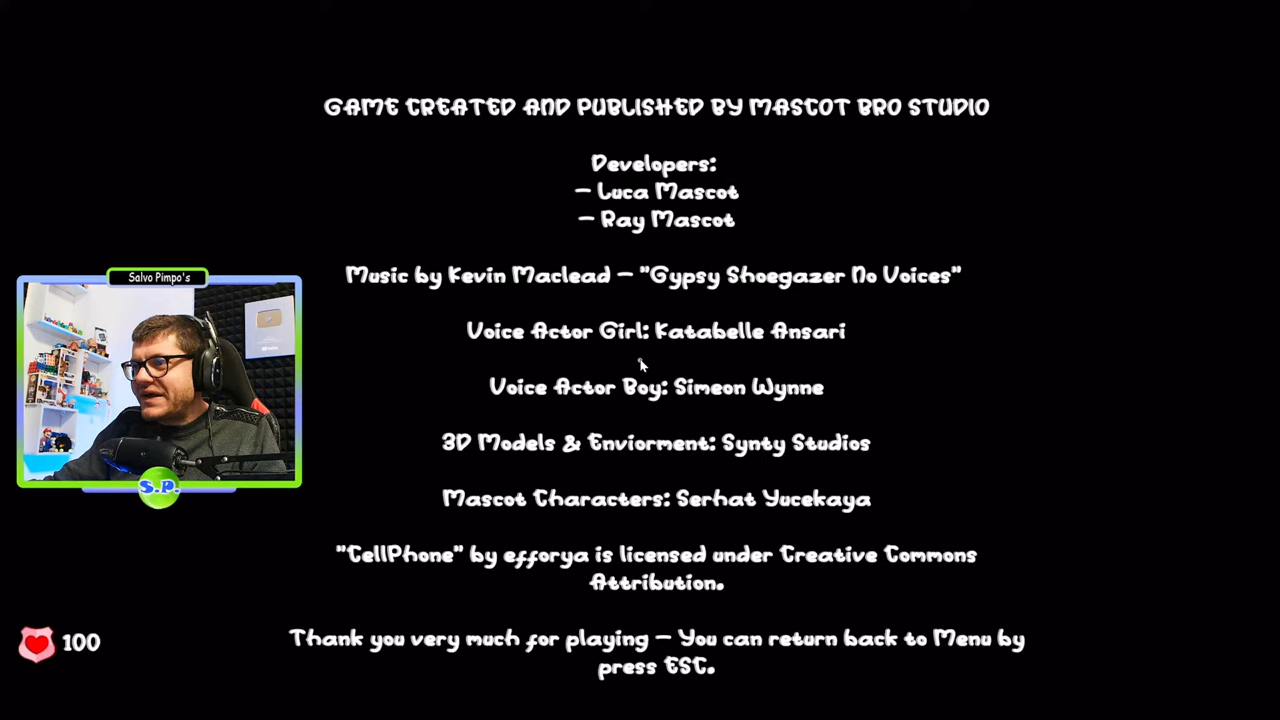 GAME CREATED AND PUBLISHED BY MASCOT BRO STUDIO
Developers:
- Luca Mascot
- Ray Mascot
Music by Kevin Maclead - "Gypsy Shoegazer No Voices"
Salvo Pimpo's
Voice Actor Girl: Katabelle Ansari
Voice Actor Boy: Simeon Wynne
3D Models & Enviorment: Synty Studios
S.P.
Mascot Characters: Serhat Yucekaya
"CellPhone" by efforya is licensed under Creative Commons
Attribution.
100
Thank you very much for playing - You can return back to Menu by
press ESC.